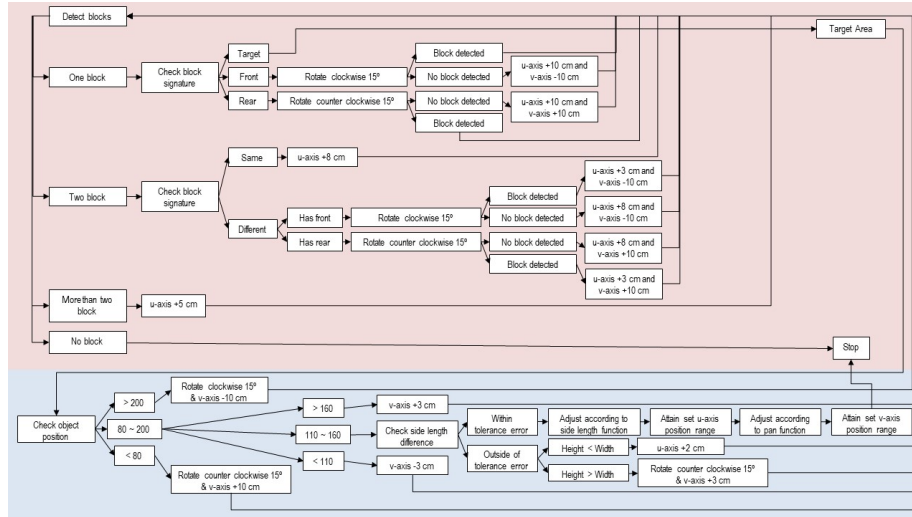 Detect blocks
Target Area
One block
Check block
signature
Target
Front
Rear
Rotate clockwise 15º
Rotate counter clockwise 15º
Block detected
No block detected
No block detected
Block detected
u-axis +10 cm and
v-axis -10 cm
u-axis +10 cm and
v-axis +10 cm
Two block
Check block
signature
Same
u-axis +8 cm
Different
Has front
Has rear
Rotate clockwise 15º
Rotate counter clockwise 15º
Block detected
No block detected
No block detected
Block detected
u-axis +3 cm and
v-axis -10 cm
u-axis +8 cm and
v-axis -10 cm
u-axis +8 cm and
v-axis +10 cm
u-axis +3 cm and
v-axis +10 cm
More than two
block
u-axis +5 cm
No block
Stop
Check object
position
> 200
80 ~ 200
< 80
Rotate clockwise 15º
& v-axis -10 cm
Rotate counter clockwise 15º
& v-axis +10 cm
> 160
110 ~ 160
< 110
v-axis +3 cm
Check side length
difference
v-axis -3 cm
Within
tolerance error
Outside of
tolerance error
Adjust according to
side length function
Attain set u-axis
position range
Adjust according
to pan function
Attain set v-axis
position range
Height < Width
u-axis +2 cm
Height > Width
Rotate counter clockwise 15º
& v-axis +3 cm